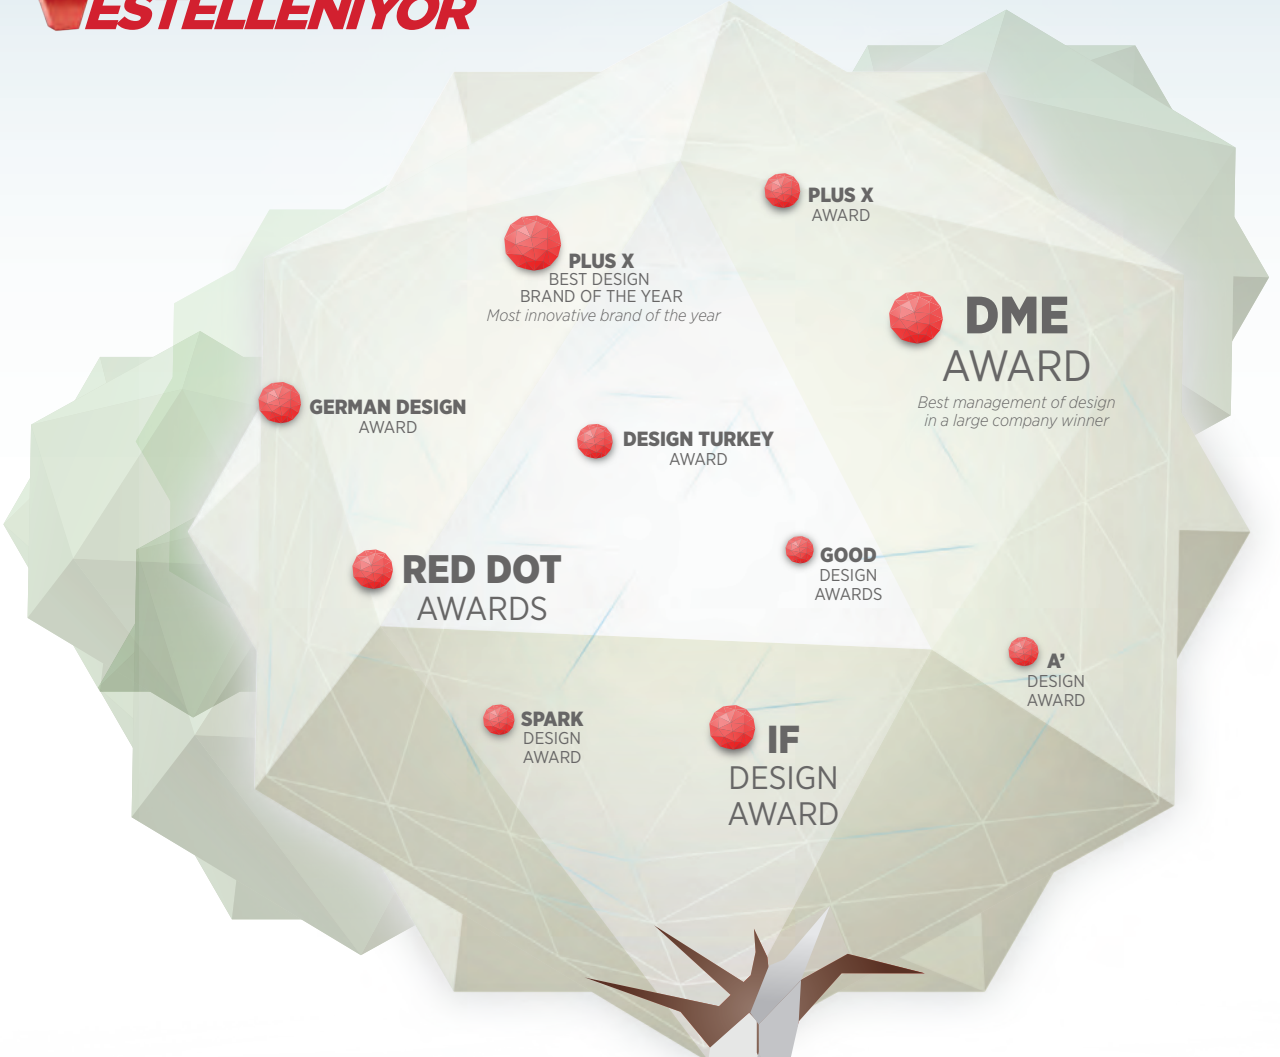 ESTELLENİYOR
PLUS X
AWARD
PLUS X
BEST DESIGN
BRAND OF THE YEAR
Most innovative brand of the year
DME
AWARD
Best management of design
in a large company winner
GERMAN DESIGN
AWARD
DESIGN TURKEY
AWARD
RED DOT
AWARDS
GOOD
DESIGN
AWARDS
A’
DESIGN
AWARD
SPARK
DESIGN
AWARD
IF
DESIGN
AWARD